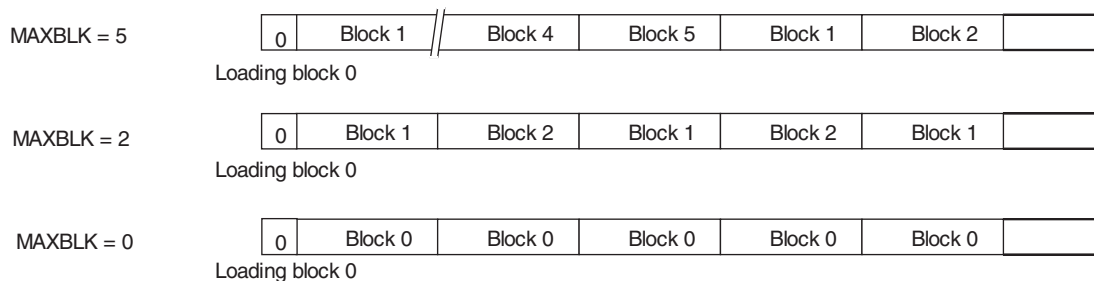 MAXBLK = 5 0 Block 1 Block 4 Block 5 Block 1 Block 2
Loading block 0
MAXBLK = 2 0 Block 1 Block 2 Block 1 Block 2 Block 1
Loading block 0
MAXBLK = 0 0 Block 0 Block 0 Block 0 Block 0 Block 0
Loading block 0